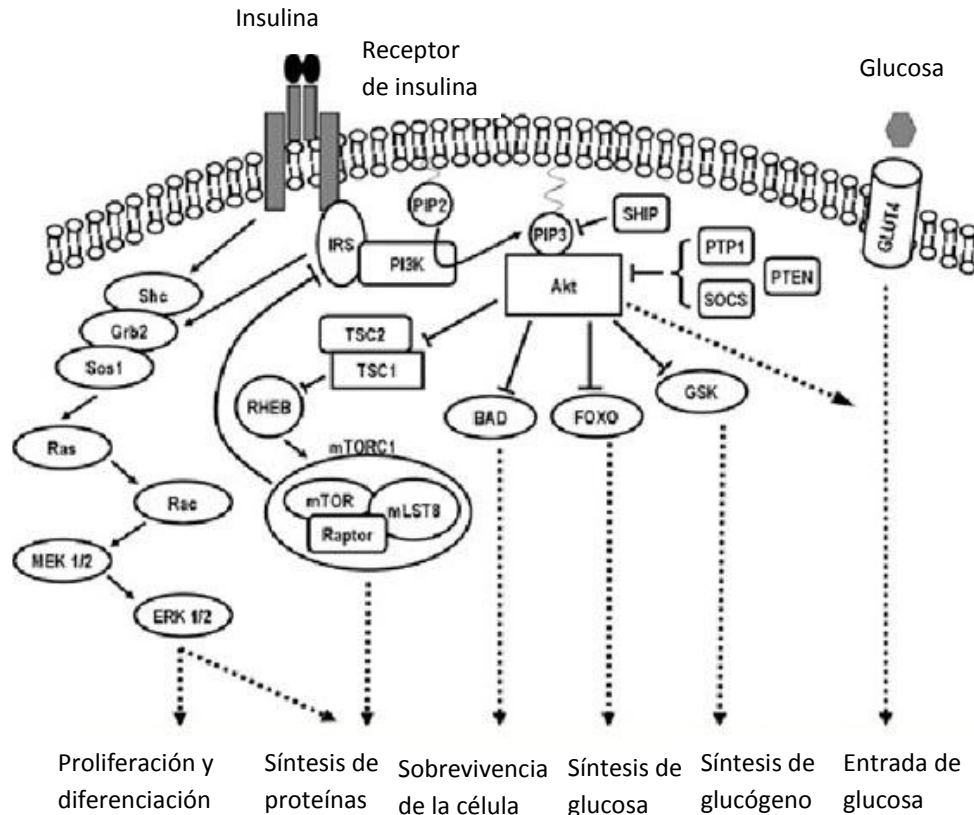 Insulina
Receptor
de insulina
Glucosa
PIP2
PIP3
SHIP
GLUT4
IRS
PI3K
PTP1
PTEN
SOCS
Akt
Shc
Grb2
Sos1
TSC2
TSC1
RHEB
BAD
FOXO
GSK
Ras
mTORC1
Rac
mTOR
mLST8
Raptor
MEK 1/2
ERK 1/2
Proliferación y
diferenciación
Síntesis de
proteínas
Sobrevivencia
de la célula
Síntesis de
glucosa
Síntesis de
glucógeno
Entrada de
glucosa